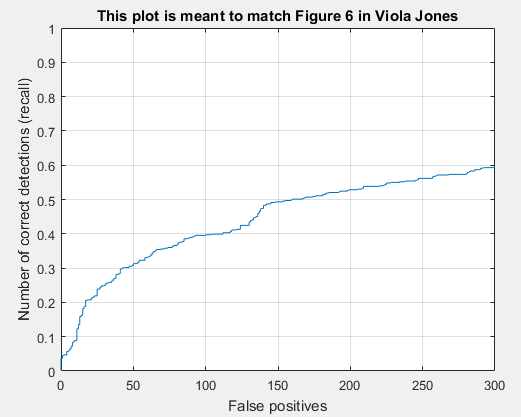 This plot is meant to match Figure 6 in Viola Jones
1
0.9
0.8
0.7
0.6
0.5
0.4
0.3
0.2
0.1
0
Number of correct detections (recall)
0 50 100 150 200 250 300
False positives